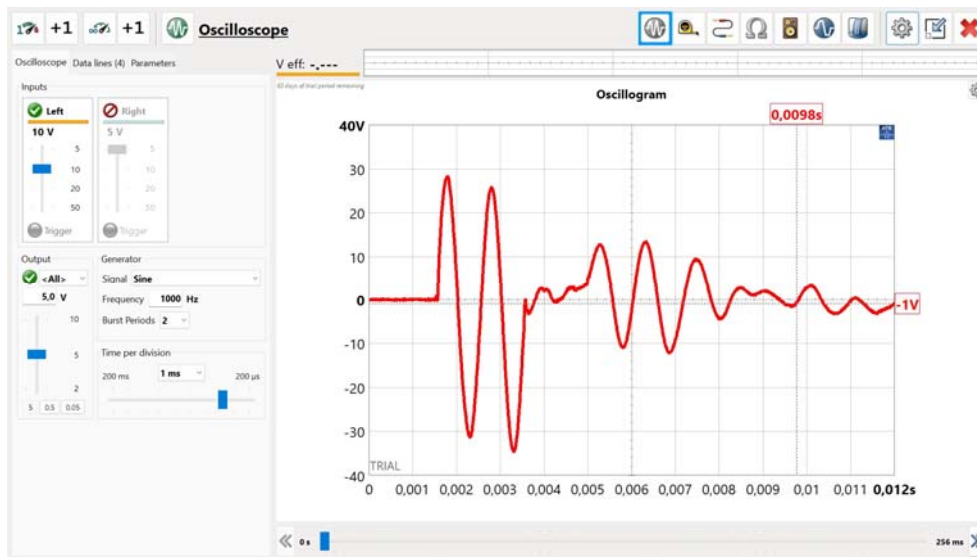 +1 +1 Oscilloscope
Oscilloscope Data lines (4) Parameters
V eff: -.---
Inputs
Left
10 V
5
10
20
50
Trigger
Right
5 V
5
10
20
50
Trigger
Output
<All>
5,0 V
10
5
2
5 0.5 0.05
Generator
Signal Sine
Frequency 1000 Hz
Burst Periods 2
Time per division
200 ms 1 ms 200 µs
Oscillogram
0,0098s
40V
30
20
10
0
-10
-20
-30
-40
-1V
TRIAL
0 0,001 0,002 0,003 0,004 0,005 0,006 0,007 0,008 0,009 0,01 0,011 0,012s
0 s 256 ms